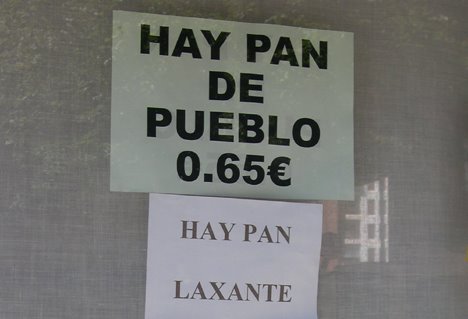 HAY PAN
DE
PUEBLO
0.65€
HAY PAN
LAXANTE